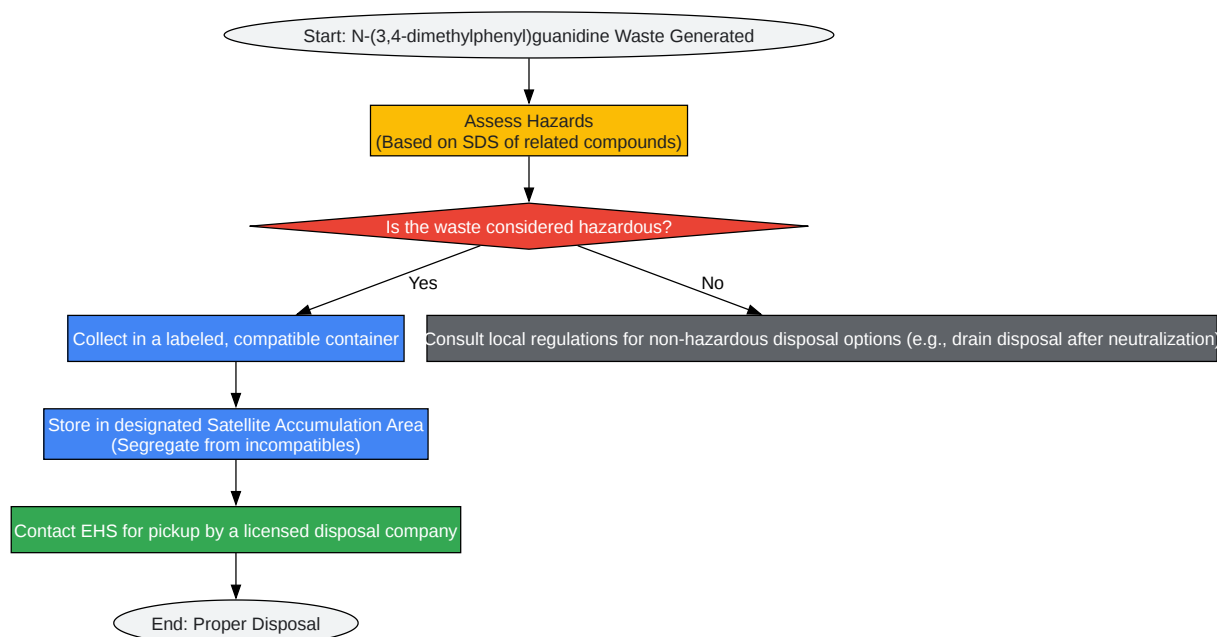 Start: N-(3,4-dimethylphenyl)guanidine Waste Generated
Assess Hazards
(Based on SDS of related compounds)
Is the waste considered hazardous?
Yes
No
Collect in a labeled, compatible container
Consult local regulations for non-hazardous disposal options (e.g., drain disposal after neutralization)
Store in designated Satellite Accumulation Area
(Segregate from incompatibles)
Contact EHS for pickup by a licensed disposal company
End: Proper Disposal